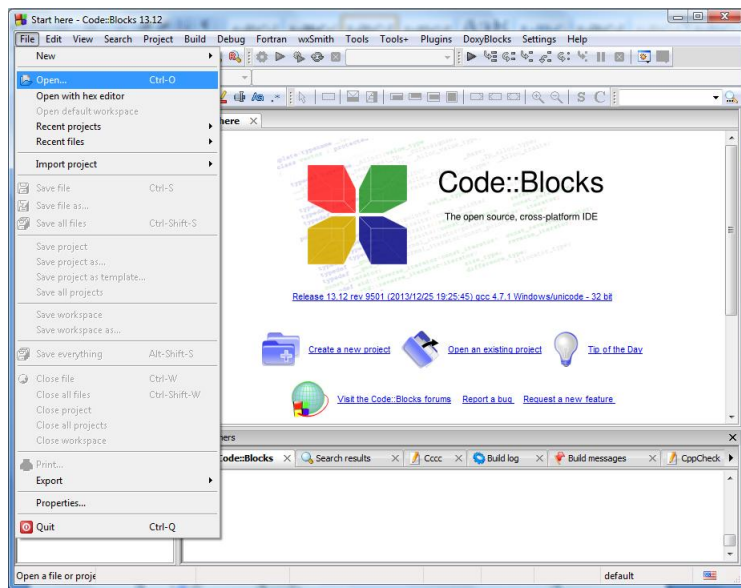 Start here - Code::Blocks 13.12
File Edit View Search Project Build Debug Fortran wxSmith Tools Tools+ Plugins DoxyBlocks Settings Help
New
Open... Ctrl-O
Open with hex editor
Open default workspace
Recent projects
Recent files
Import project
Save file Ctrl-S
Save file as...
Save all files Ctrl-Shift-S
Save project
Save project as...
Save project as template...
Save all projects
Save workspace
Save workspace as...
Save everything Alt-Shift-S
Close file Ctrl-W
Close all files Ctrl-Shift-W
Close project
Close all projects
Close workspace
Print...
Export
Properties...
Quit Ctrl-Q
here
Code::Blocks
The open source, cross-platform IDE
Release 13.12 rev 9501 (2013/12/25 19:25:45) gcc 4.7.1 Windows/unicode - 32 bit
Create a new project Open an existing project Tip of the Day
Visit the Code::Blocks forums Report a bug Request a new feature
hers
Code::Blocks Search results Cccc Build log Build messages CppCheck
Open a file or proje default